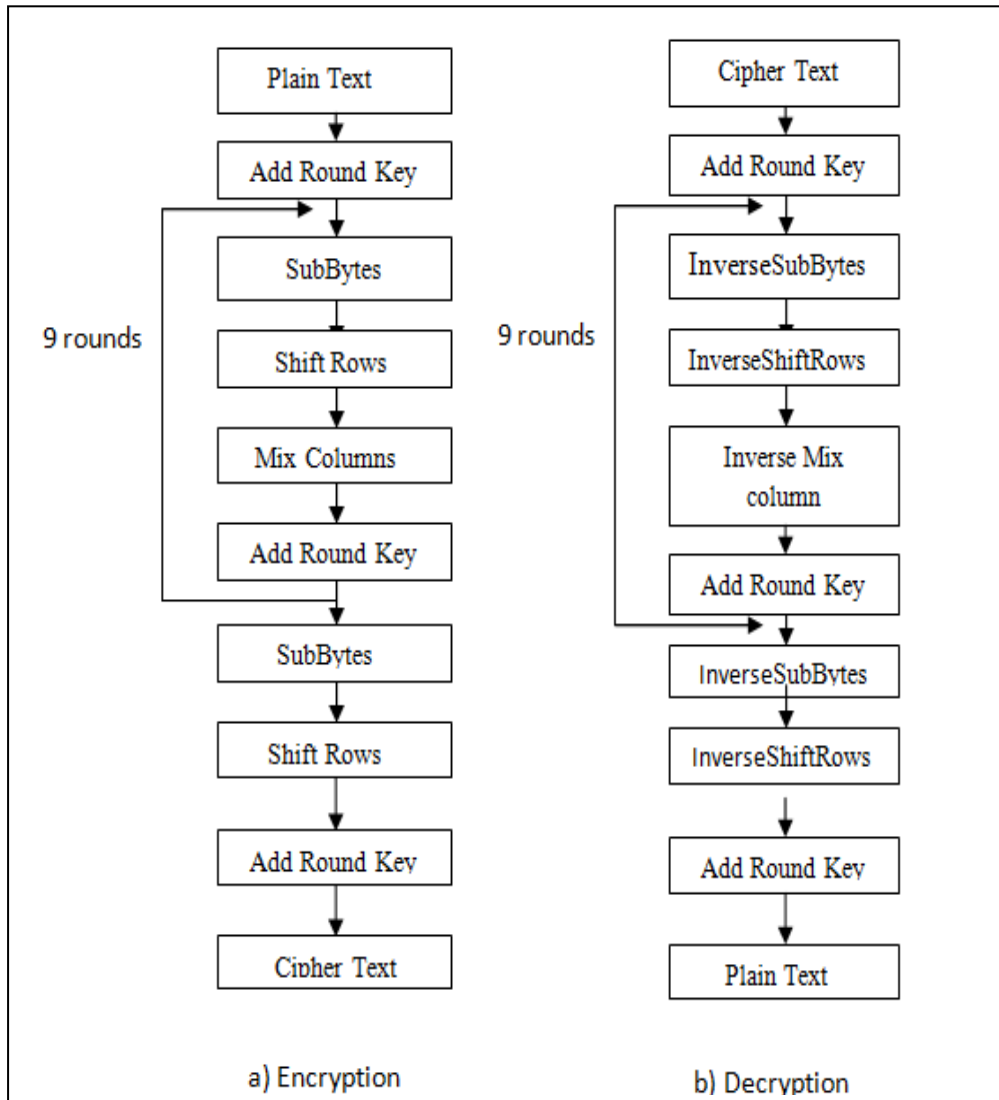 Plain Text
Add Round Key
SubBytes
9 rounds
Shift Rows
Mix Columns
Add Round Key
SubBytes
Shift Rows
Add Round Key
Cipher Text
a) Encryption
Cipher Text
Add Round Key
InverseSubBytes
9 rounds
InverseShiftRows
Inverse Mix
column
Add Round Key
InverseSubBytes
InverseShiftRows
Add Round Key
Plain Text
b) Decryption